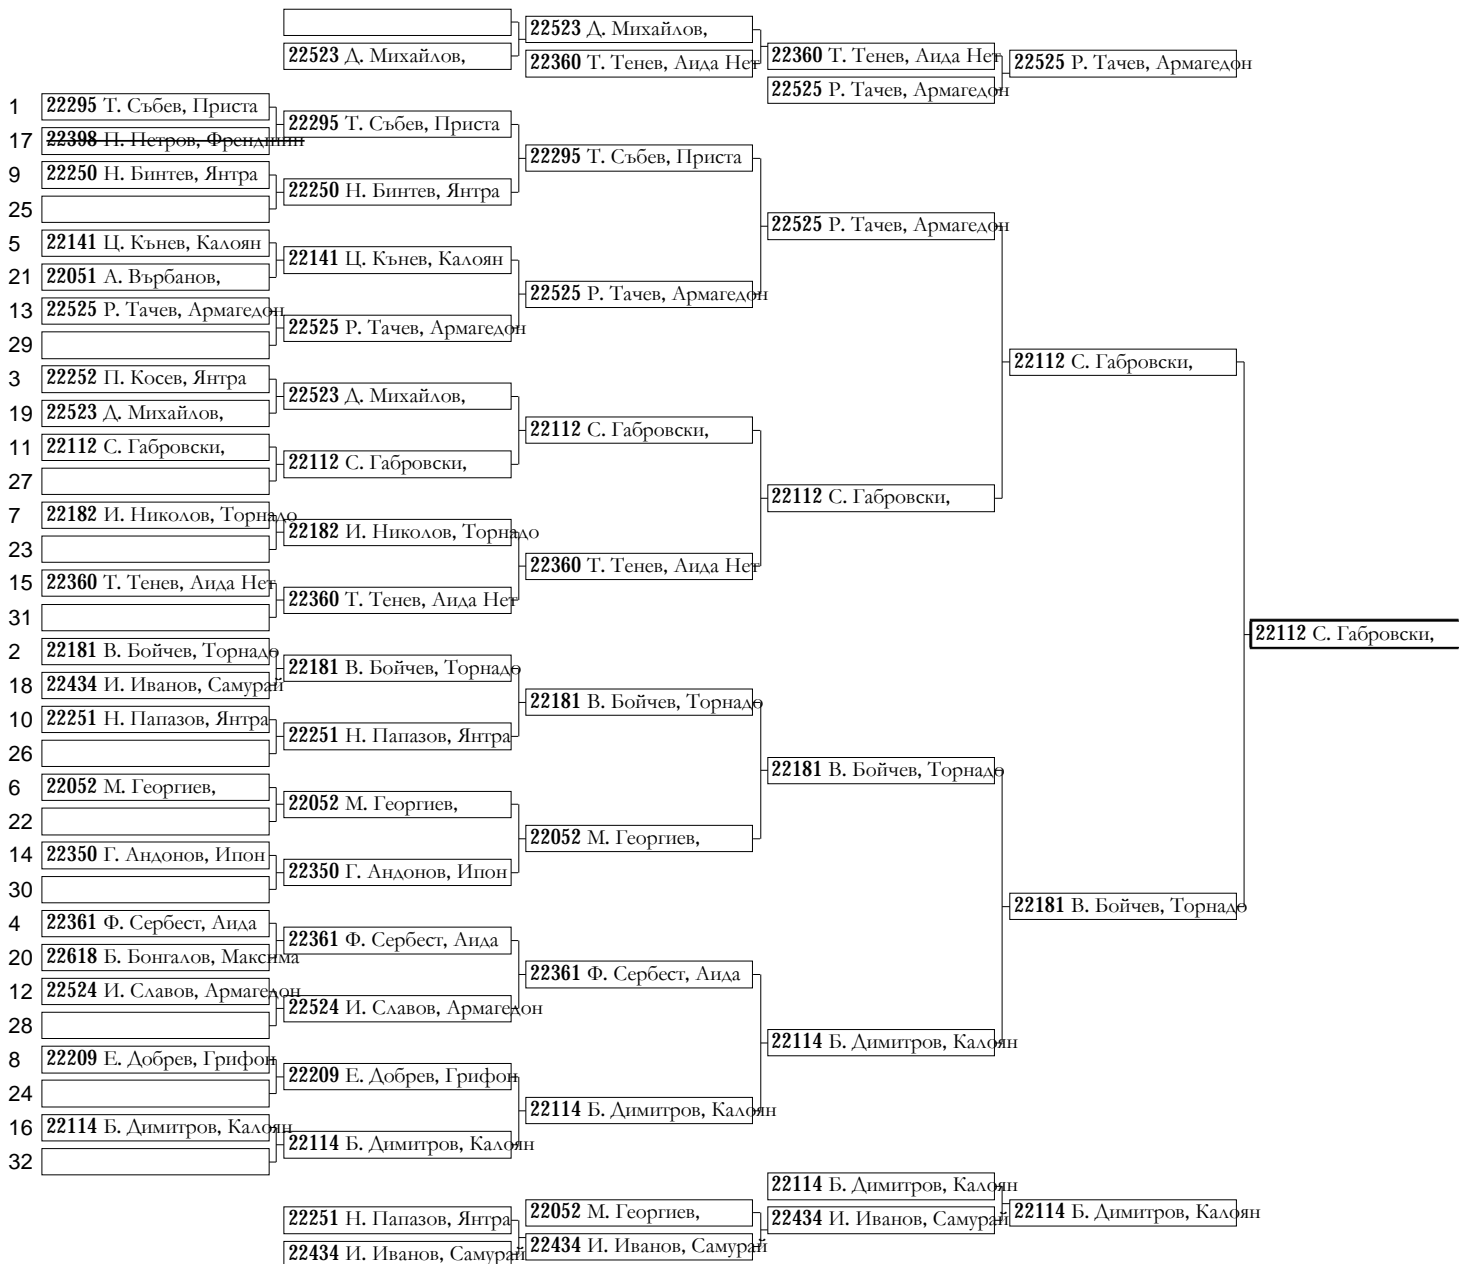 22523 Д. Михайлов,
22523 Д. Михайлов,
22360 Т. Тенев, Аида Нет
22360 Т. Тенев, Аида Нет
22525 Р. Тачев, Армагедон
22525 Р. Тачев, Армагедон
1 22295 Т. Събев, Приста
17 22398 П. Петров, Френдшип
9 22250 Н. Бинтев, Янтра
25
5 22141 Ц. Кънев, Калоян
21 22051 А. Върбанов,
13 22525 Р. Тачев, Армагедон
29
3 22252 П. Косев, Янтра
19 22523 Д. Михайлов,
11 22112 С. Габровски,
27
7 22182 И. Николов, Торнадо
23
15 22360 Т. Тенев, Аида Нет
31
2 22181 В. Бойчев, Торнадо
18 22434 И. Иванов, Самурай
10 22251 Н. Папазов, Янтра
26
6 22052 М. Георгиев,
22
14 22350 Г. Андонов, Ипон
30
4 22361 Ф. Сербест, Аида
20 22618 Б. Бонгалов, Максима
12 22524 И. Славов, Армагедон
28
8 22209 Е. Добрев, Грифон
24
16 22114 Б. Димитров, Калоян
32
22295 Т. Събев, Приста
22250 Н. Бинтев, Янтра
22141 Ц. Кънев, Калоян
22525 Р. Тачев, Армагедон
22523 Д. Михайлов,
22112 С. Габровски,
22182 И. Николов, Торнадо
22360 Т. Тенев, Аида Нет
22181 В. Бойчев, Торнадо
22251 Н. Папазов, Янтра
22052 М. Георгиев,
22350 Г. Андонов, Ипон
22361 Ф. Сербест, Аида
22524 И. Славов, Армагедон
22209 Е. Добрев, Грифон
22114 Б. Димитров, Калоян
22295 Т. Събев, Приста
22525 Р. Тачев, Армагедон
22112 С. Габровски,
22360 Т. Тенев, Аида Нет
22181 В. Бойчев, Торнадо
22052 М. Георгиев,
22361 Ф. Сербест, Аида
22114 Б. Димитров, Калоян
22525 Р. Тачев, Армагедон
22112 С. Габровски,
22181 В. Бойчев, Торнадо
22114 Б. Димитров, Калоян
22112 С. Габровски,
22181 В. Бойчев, Торнадо
22112 С. Габровски,
22251 Н. Папазов, Янтра
22434 И. Иванов, Самурай
22052 М. Георгиев,
22434 И. Иванов, Самурай
22114 Б. Димитров, Калоян
22434 И. Иванов, Самурай
22114 Б. Димитров, Калоян